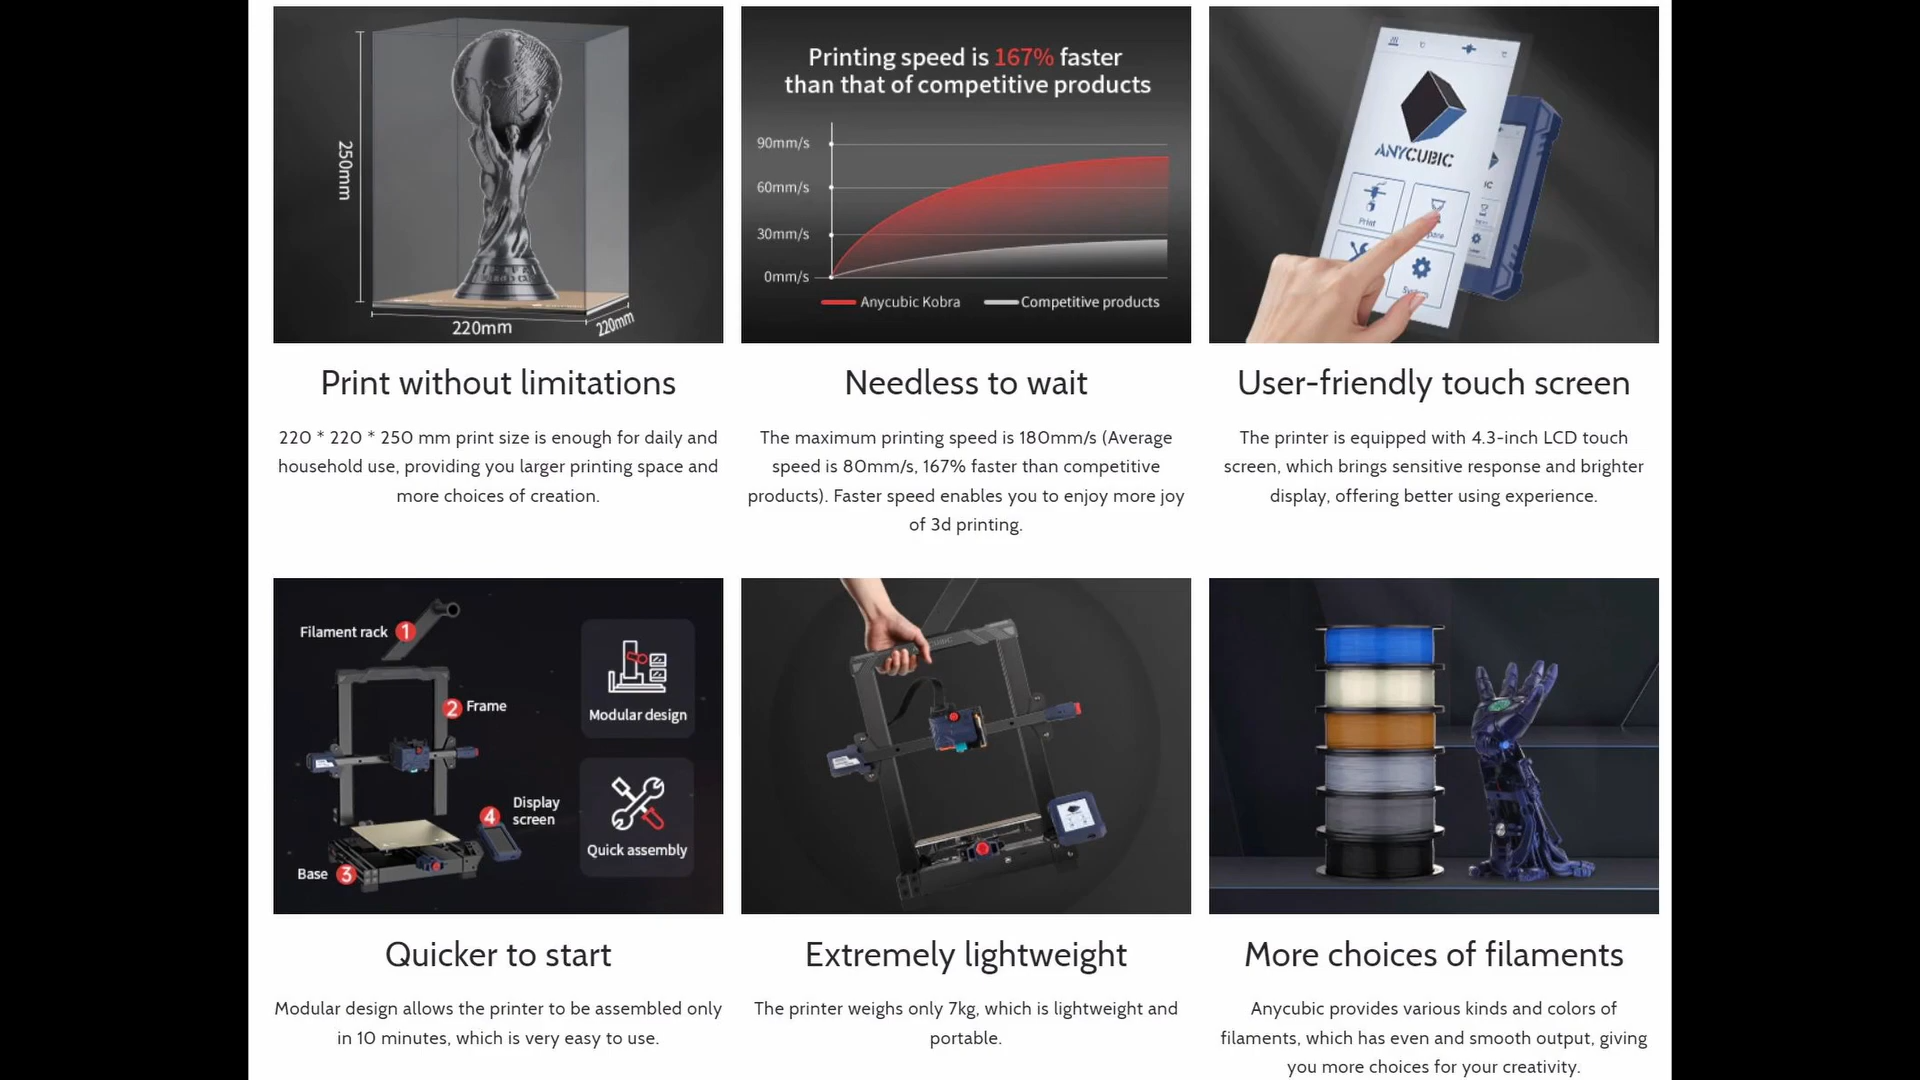 250mm
220mm
220mm
Print without limitations
220 * 220 * 250 mm print size is enough for daily and
household use, providing you larger printing space and
more choices of creation.
Printing speed is 167% faster
than that of competitive products
90mm/s
60mm/s
30mm/s
0mm/s
Anycubic Kobra
Competitive products
Needless to wait
The maximum printing speed is 180mm/s (Average
speed is 80mm/s, 167% faster than competitive
products). Faster speed enables you to enjoy more joy
of 3d printing.
ANYCUBIC
Print
User-friendly touch screen
The printer is equipped with 4.3-inch LCD touch
screen, which brings sensitive response and brighter
display, offering better using experience.
Filament rack 1
2 Frame
4 Display
screen
Base 3
Modular design
Quick assembly
Quicker to start
Modular design allows the printer to be assembled only
in 10 minutes, which is very easy to use.
Extremely lightweight
The printer weighs only 7kg, which is lightweight and
portable.
More choices of filaments
Anycubic provides various kinds and colors of
filaments, which has even and smooth output, giving
you more choices for your creativity.